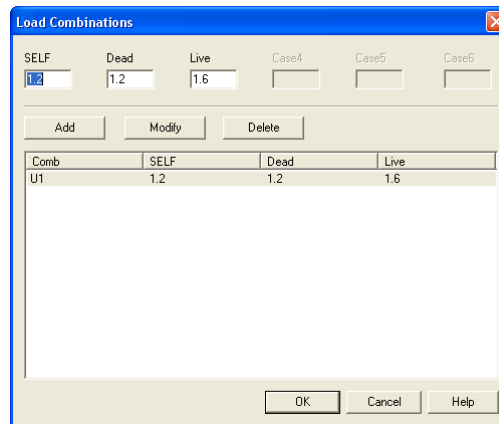 Load Combinations
SELF Dead Live Case4 Case5 Case6
1.2 1.2 1.6
Add Modify Delete
Comb SELF Dead Live
U1 1.2 1.2 1.6
OK Cancel Help